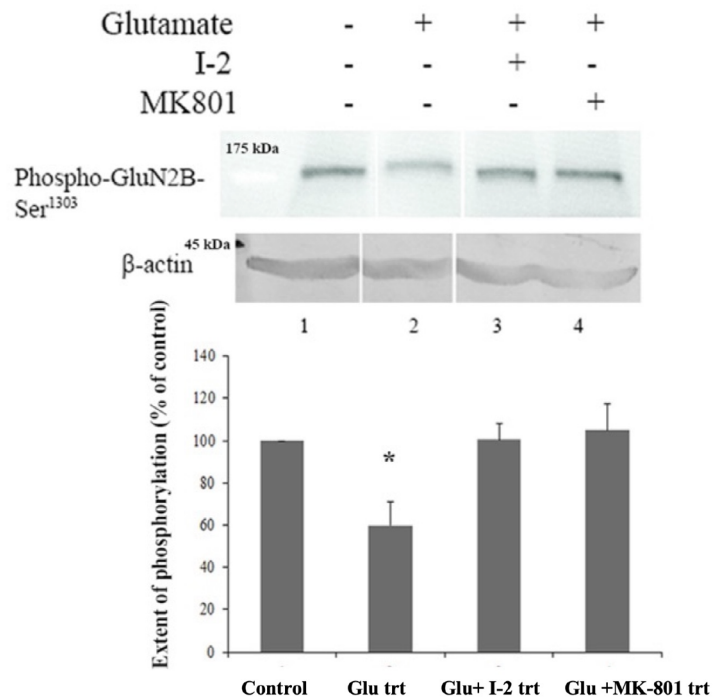 Glutamate - + + +
I-2 - - + -
MK801 - - - +
175 kDa
Phospho-GluN2B-
Ser1303
45 kDa
β-actin
1 2 3 4
Extent of phosphorylation (% of control)
140
120
100
80
60
40
20
0
*
Control Glu trt Glu+ I-2 trt Glu +MK-801 trt